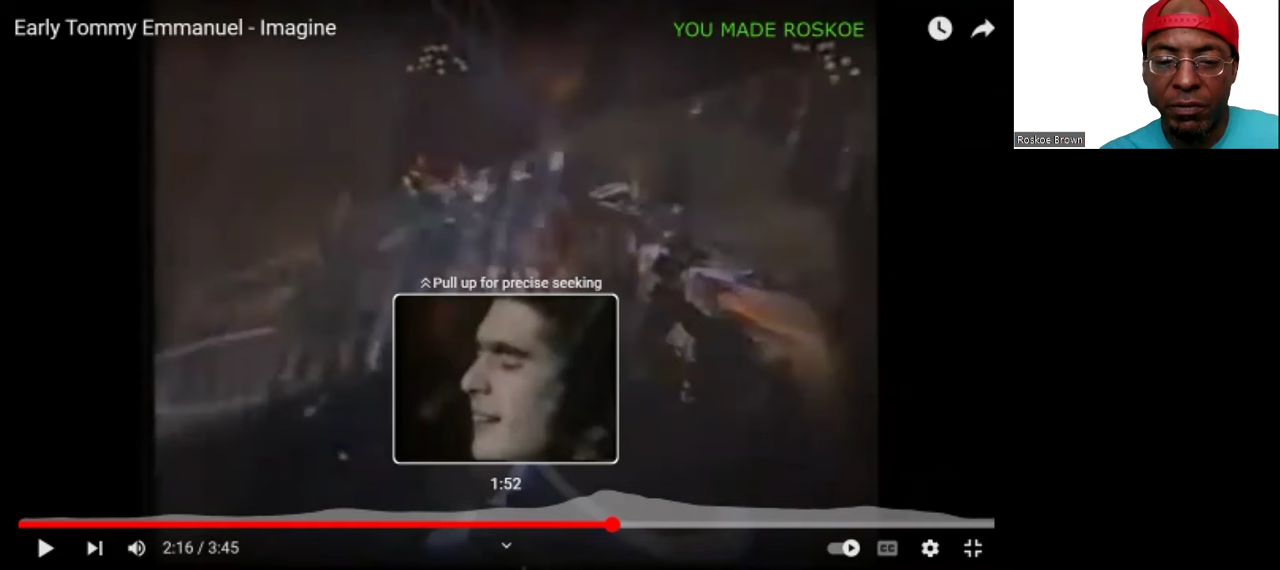 Early Tommy Emmanuel - Imagine
YOU MADE ROSKOE
Roskoe Brown
Pull up for precise seeking
1:52
2:16 / 3:45
CC